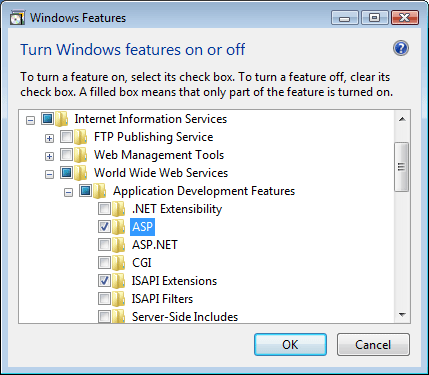 Windows Features
Turn Windows features on or off
To turn a feature on, select its check box. To turn a feature off, clear its
check box. A filled box means that only part of the feature is turned on.
Internet Information Services
FTP Publishing Service
Web Management Tools
World Wide Web Services
Application Development Features
.NET Extensibility
ASP
ASP.NET
CGI
ISAPI Extensions
ISAPI Filters
Server-Side Includes
OK
Cancel